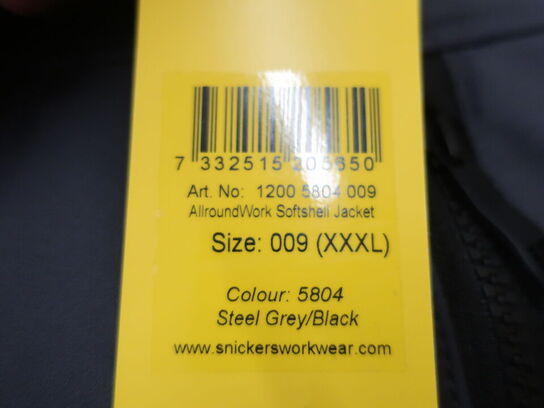 7 332515 205650
Art. No: 1200 5804 009
AllroundWork Softshell Jacket
Size: 009 (XXXL)
Colour: 5804
Steel Grey/Black
www.snickersworkwear.com